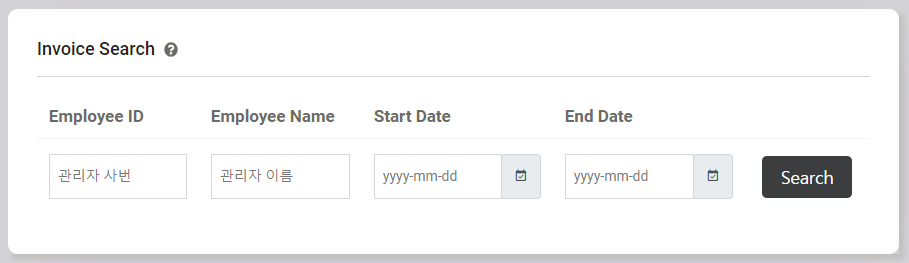 Invoice Search ?
Employee ID Employee Name Start Date End Date
관리자 사번 관리자 이름 yyyy-mm-dd yyyy-mm-dd Search